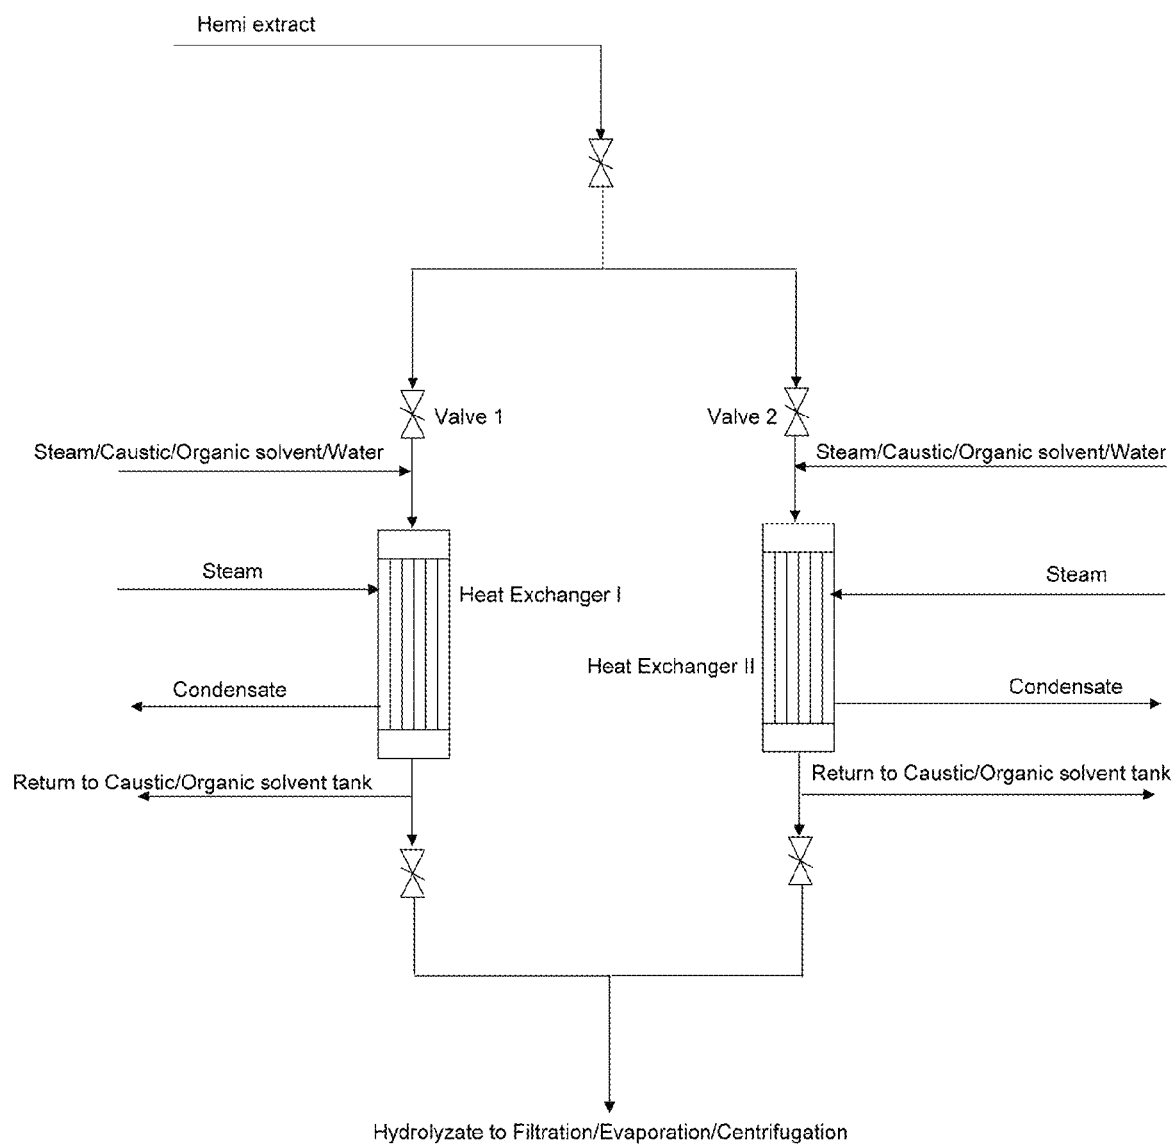 Hemi extract
Valve 1
Valve 2
Steam/Caustic/Organic solvent/Water
Steam/Caustic/Organic solvent/Water
Steam
Steam
Heat Exchanger I
Heat Exchanger II
Condensate
Condensate
Return to Caustic/Organic solvent tank
Return to Caustic/Organic solvent tank
Hydrolyzate to Filtration/Evaporation/Centrifugation